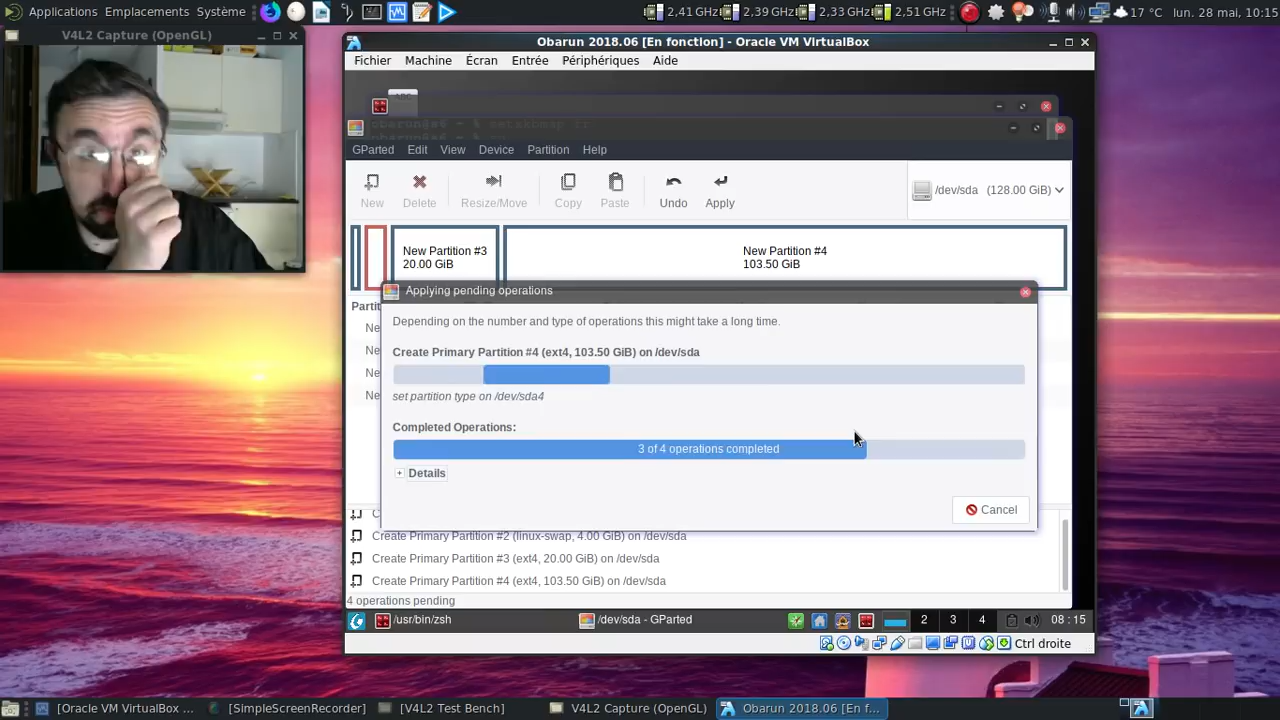 Applications Emplacements Système
2,41 GHz 2,39 GHz 2,33 GHz 2,51 GHz
17 °C lun. 28 mai, 10:15
V4L2 Capture (OpenGL)
Obarun 2018.06 [En fonction] - Oracle VM VirtualBox
Fichier Machine Écran Entrée Périphériques Aide
GParted Edit View Device Partition Help
New Delete Resize/Move Copy Paste Undo Apply
/dev/sda (128.00 GiB)
New Partition #3
20.00 GiB
New Partition #4
103.50 GiB
Applying pending operations
Depending on the number and type of operations this might take a long time.
Create Primary Partition #4 (ext4, 103.50 GiB) on /dev/sda
set partition type on /dev/sda4
Completed Operations:
3 of 4 operations completed
Details
Cancel
Partit
Ne
Ne
Ne
Ne
Create Primary Partition #2 (linux-swap, 4.00 GiB) on /dev/sda
Create Primary Partition #3 (ext4, 20.00 GiB) on /dev/sda
Create Primary Partition #4 (ext4, 103.50 GiB) on /dev/sda
4 operations pending
/usr/bin/zsh /dev/sda - GParted 2 3 4 08 : 15
Ctrl droite
[Oracle VM VirtualBox ... [SimpleScreenRecorder] [V4L2 Test Bench] V4L2 Capture (OpenGL) Obarun 2018.06 [En f...